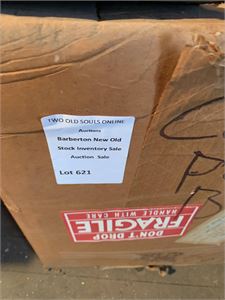 TWO OLD SOULS ONLINE
Auctions
Barberton New Old
Stock Inventory Sale
Auction Sale
Lot 621
DON'T DROP
FRAGILE
HANDLE WITH CARE